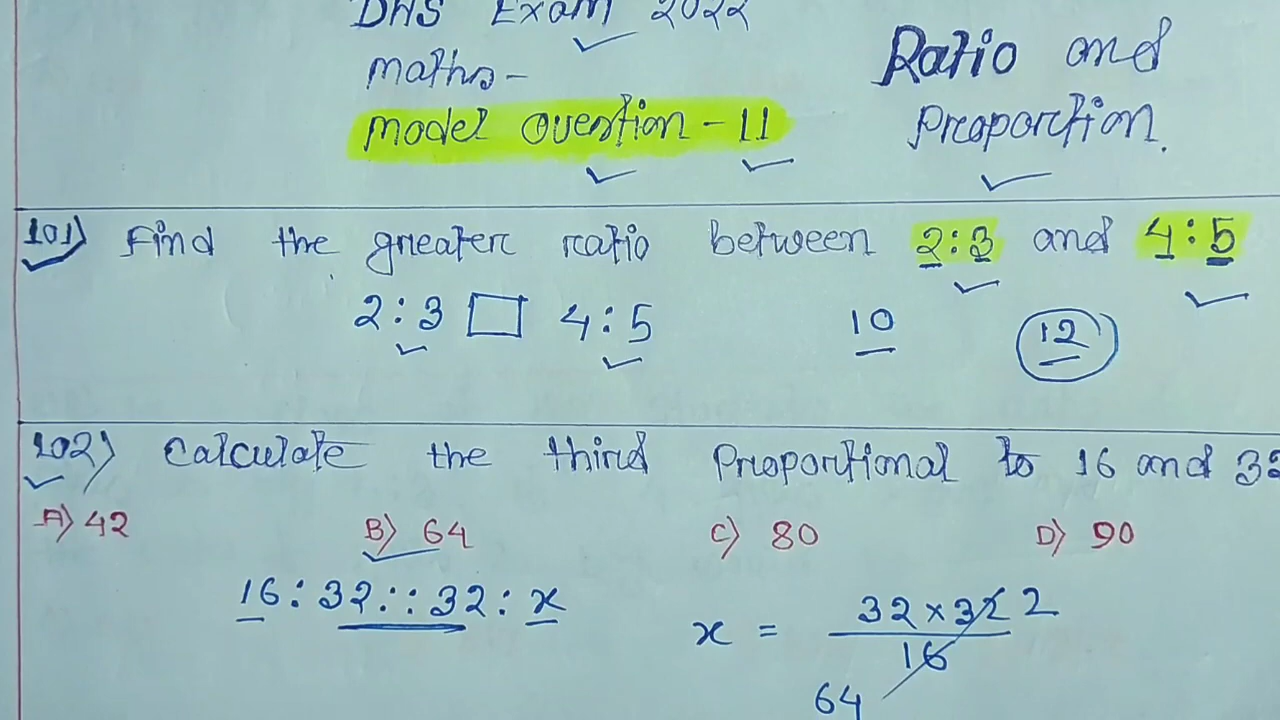 DHS Exam 2022
maths-
Model Question - 11
Ratio and
Proportion.
101) Find the greater ratio between 2:3 and 4:5
2:3 □ 4:5
10
12
102) Calculate the third Proportional to 16 and 32
A) 42 B) 64 C) 80 D) 90
16:32::32:x
x = 32×32 2
16
64